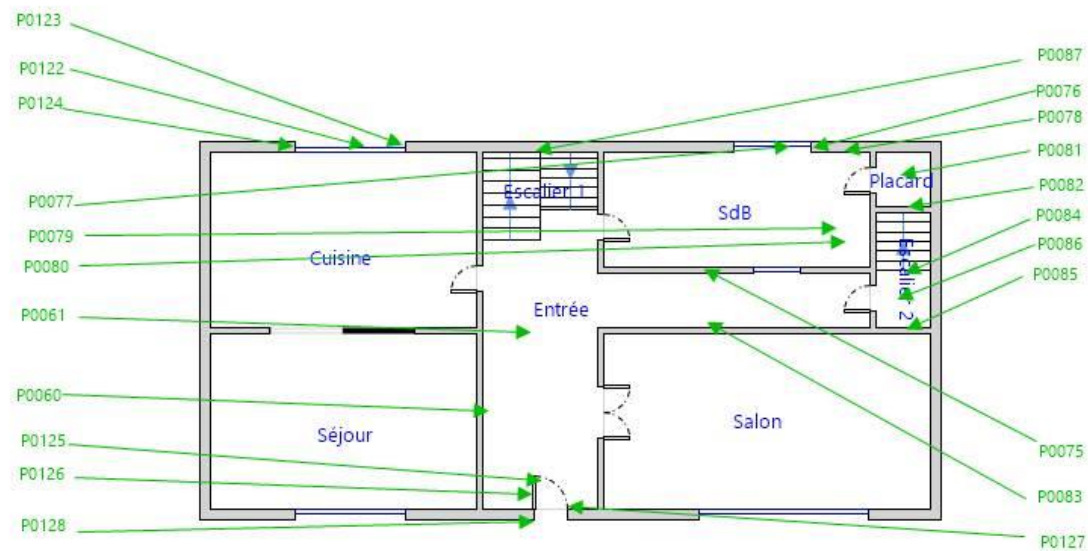 P0123
P0122
P0124
P0087
P0076
P0078
P0081
P0082
P0084
P0086
P0085
P0077
P0079
P0080
P0061
P0060
P0125
P0126
P0128
Escalier 1
Placard
SdB
Cuisine
Escalier 2
Entrée
Séjour
Salon
P0075
P0083
P0127